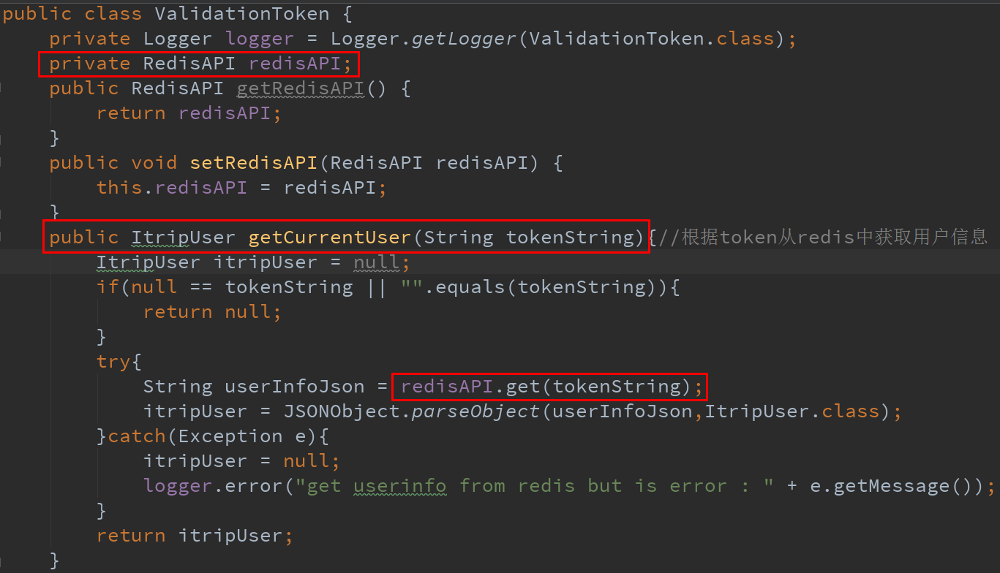 public class ValidationToken {
private Logger logger = Logger.getLogger(ValidationToken.class);
private RedisAPI redisAPI;
public RedisAPI getRedisAPI() {
return redisAPI;
}
public void setRedisAPI(RedisAPI redisAPI) {
this.redisAPI = redisAPI;
}
public ItripUser getCurrentUser(String tokenString){//根据token从redis中获取用户信息
ItripUser itripUser = null;
if(null == tokenString || "".equals(tokenString)){
return null;
}
try{
String userInfoJson = redisAPI.get(tokenString);
itripUser = JSONObject.parseObject(userInfoJson,ItripUser.class);
}catch(Exception e){
itripUser = null;
logger.error("get userinfo from redis but is error : " + e.getMessage());
}
return itripUser;
}